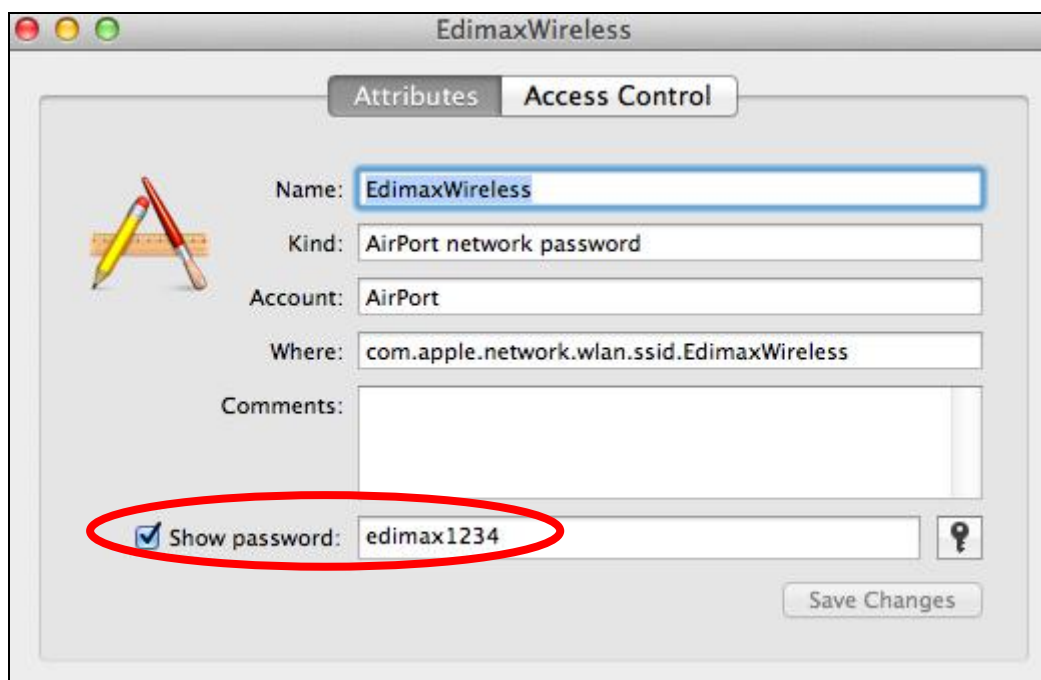 EdimaxWireless
Attributes Access Control
Name: EdimaxWireless
Kind: AirPort network password
Account: AirPort
Where: com.apple.network.wlan.ssid.EdimaxWireless
Comments:
Show password: edimax1234
Save Changes